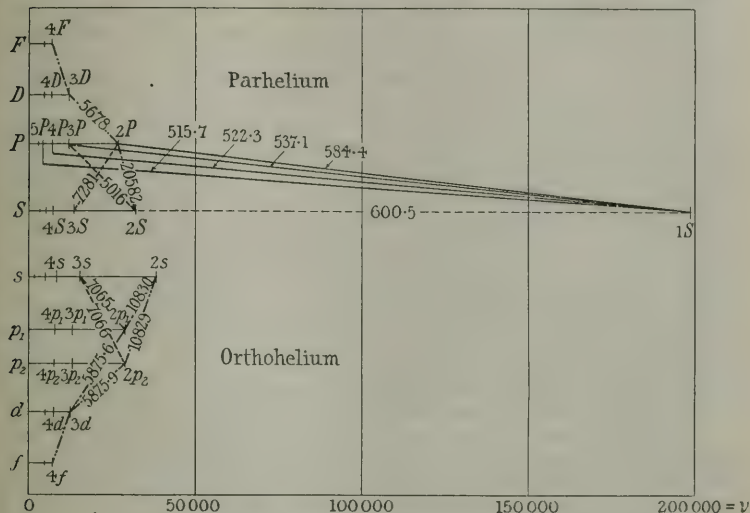 4F
F
4D 3D
D
Parhelium
5678
5P 4P 3P 2P
P
515·7
522·3
537·1
584·4
7281
5016
20582
S
600·5
4S 3S 2S
1S
4s 3s 2s
s
7065
7066
10830
10829
4p₁ 3p₁ 2p₁
p₁
5875·6
5875·9
Orthohelium
p₂
4p₂ 3p₂ 2p₂
d
4d 3d
f
4f
0 50000 100000 150000 200000 = ν